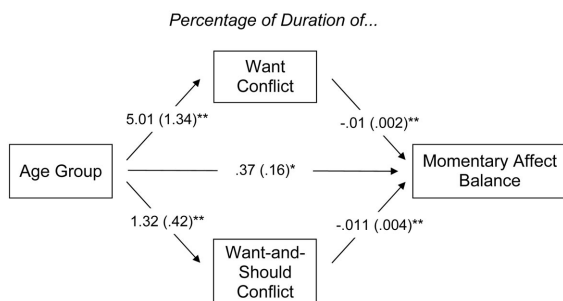 Percentage of Duration of...
Want
Conflict
5.01 (1.34)**
-.01 (.002)**
Age Group
.37 (.16)*
Momentary Affect
Balance
1.32 (.42)**
-.011 (.004)**
Want-and-
Should
Conflict